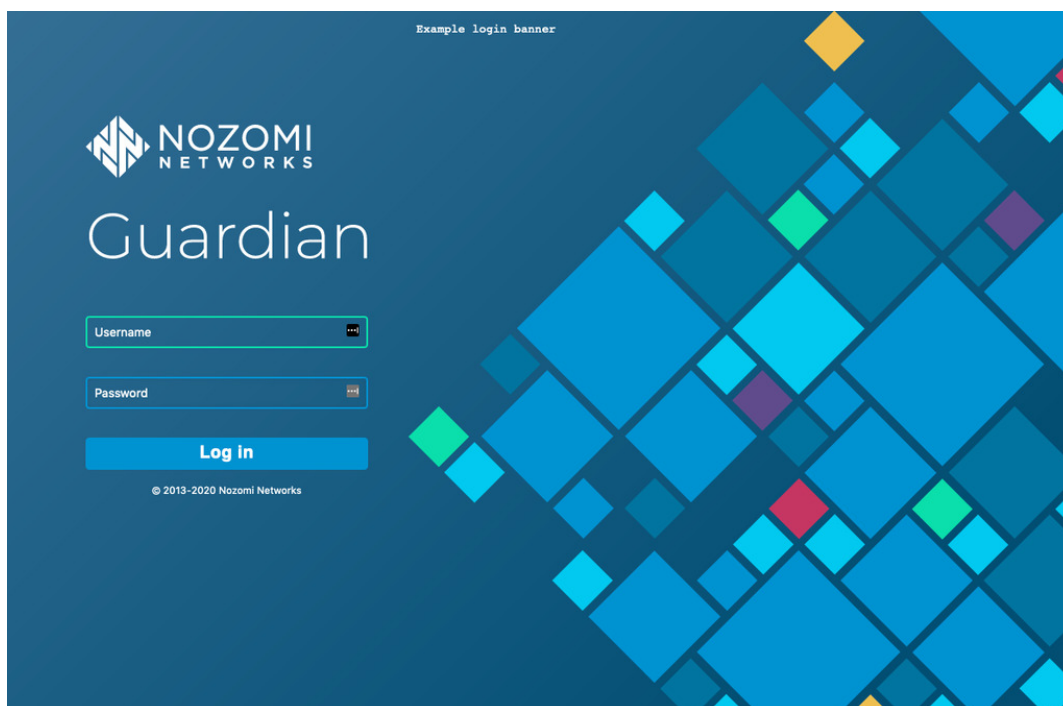 Example login banner
NOZOMI
NETWORKS
Guardian
Username
Password
Log in
© 2013-2020 Nozomi Networks